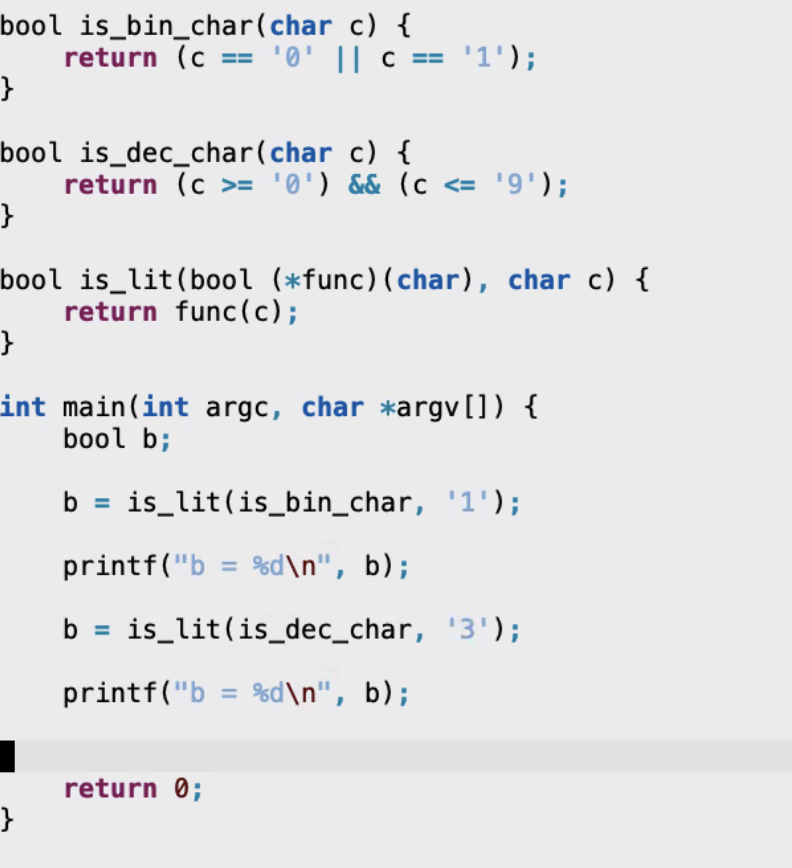 bool is_bin_char(char c) {
    return (c == '0' || c == '1');
}

bool is_dec_char(char c) {
    return (c >= '0') && (c <= '9');
}

bool is_lit(bool (*func)(char), char c) {
    return func(c);
}

int main(int argc, char *argv[]) {
    bool b;

    b = is_lit(is_bin_char, '1');

    printf("b = %d\n", b);

    b = is_lit(is_dec_char, '3');

    printf("b = %d\n", b);


    return 0;
}